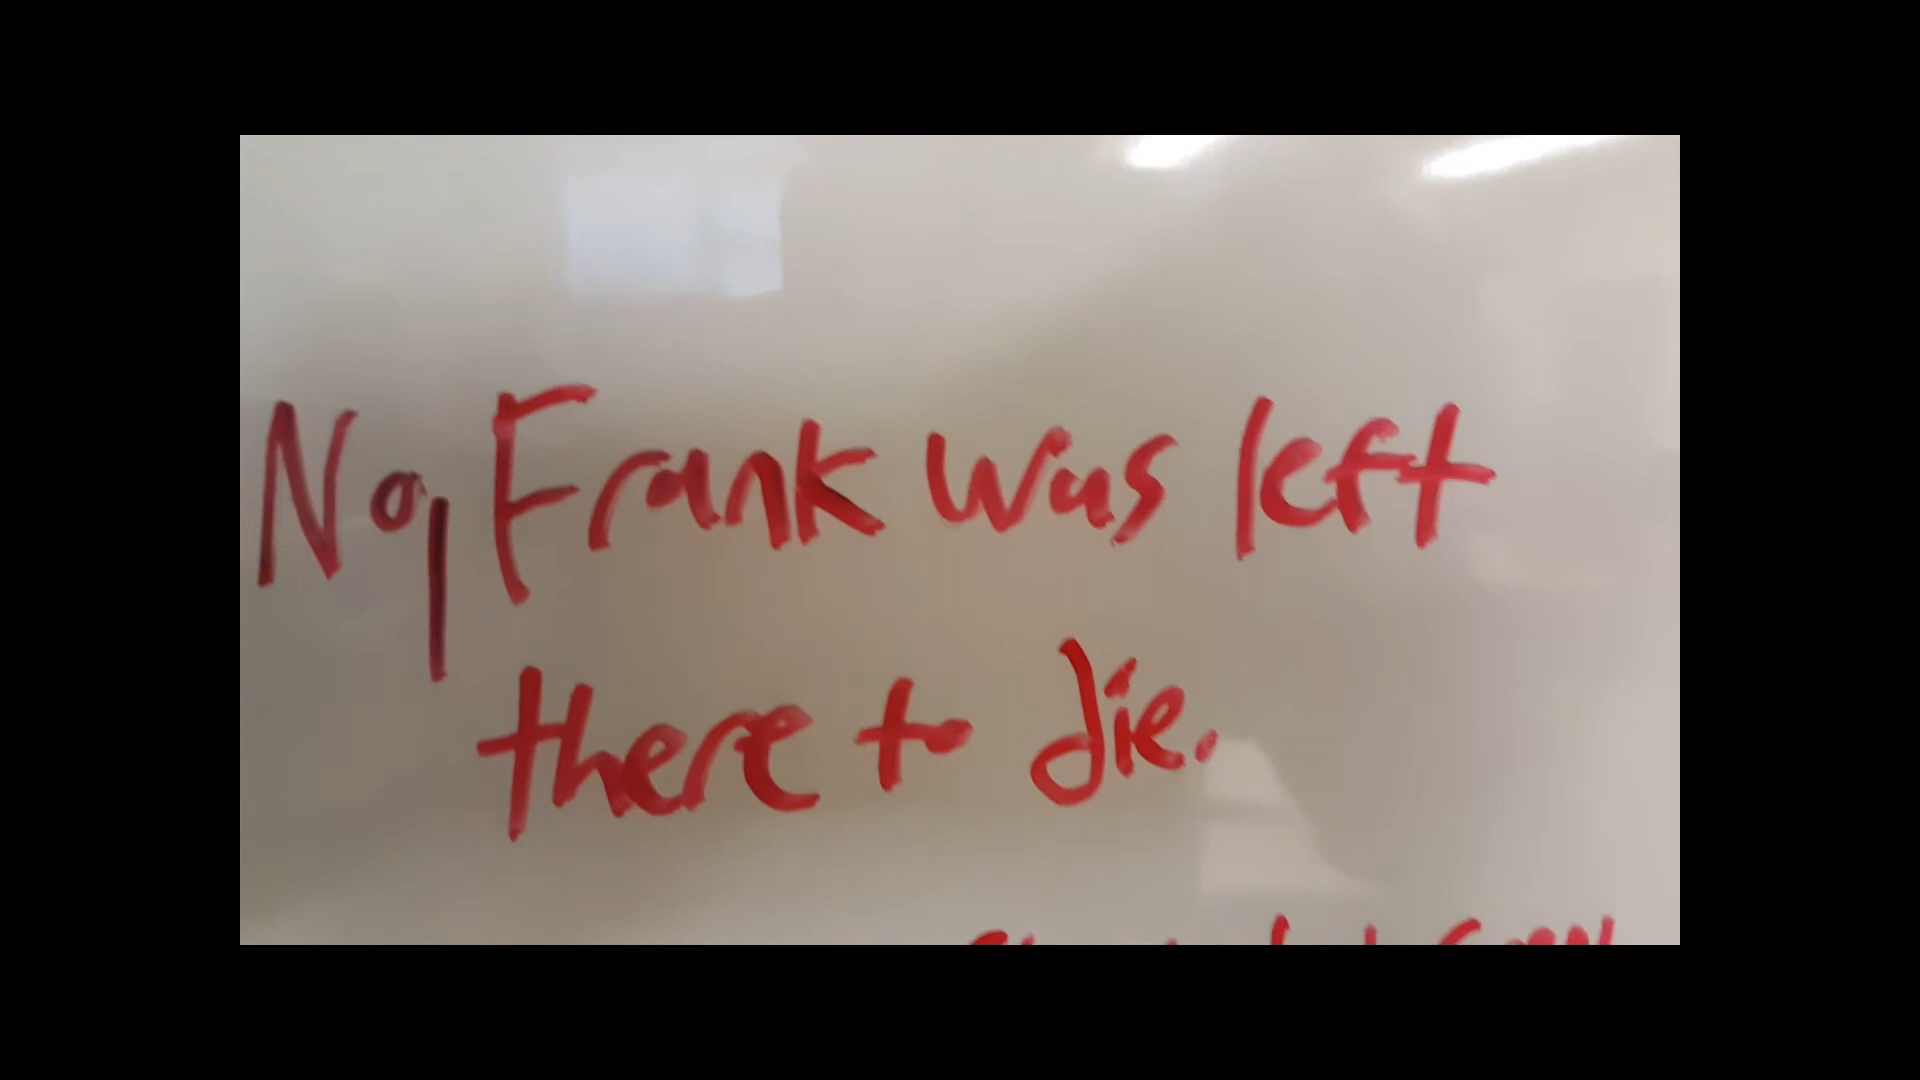 No, Frank was left
there to die.